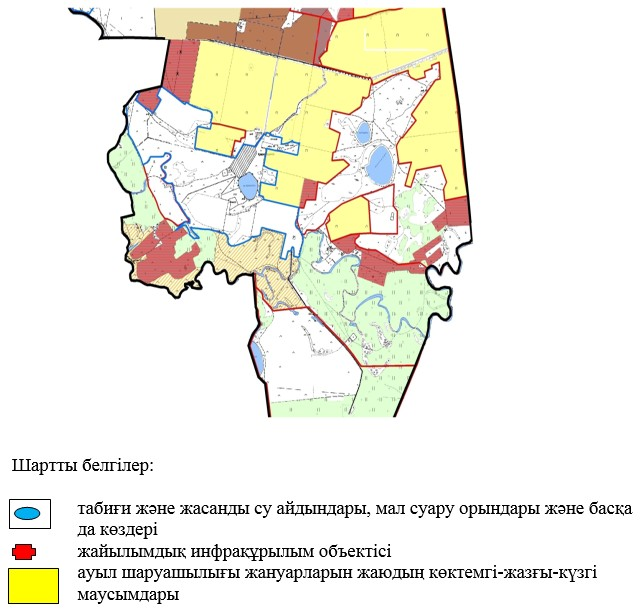 Шартты белгілер:
табиғи және жасанды су айдындары, мал суару орындары және басқа
да көздері
жайылымдық инфрақұрылым объектісі
ауыл шаруашылығы жануарларын жаюдың көктемгі-жазғы-күзгі
маусымдары